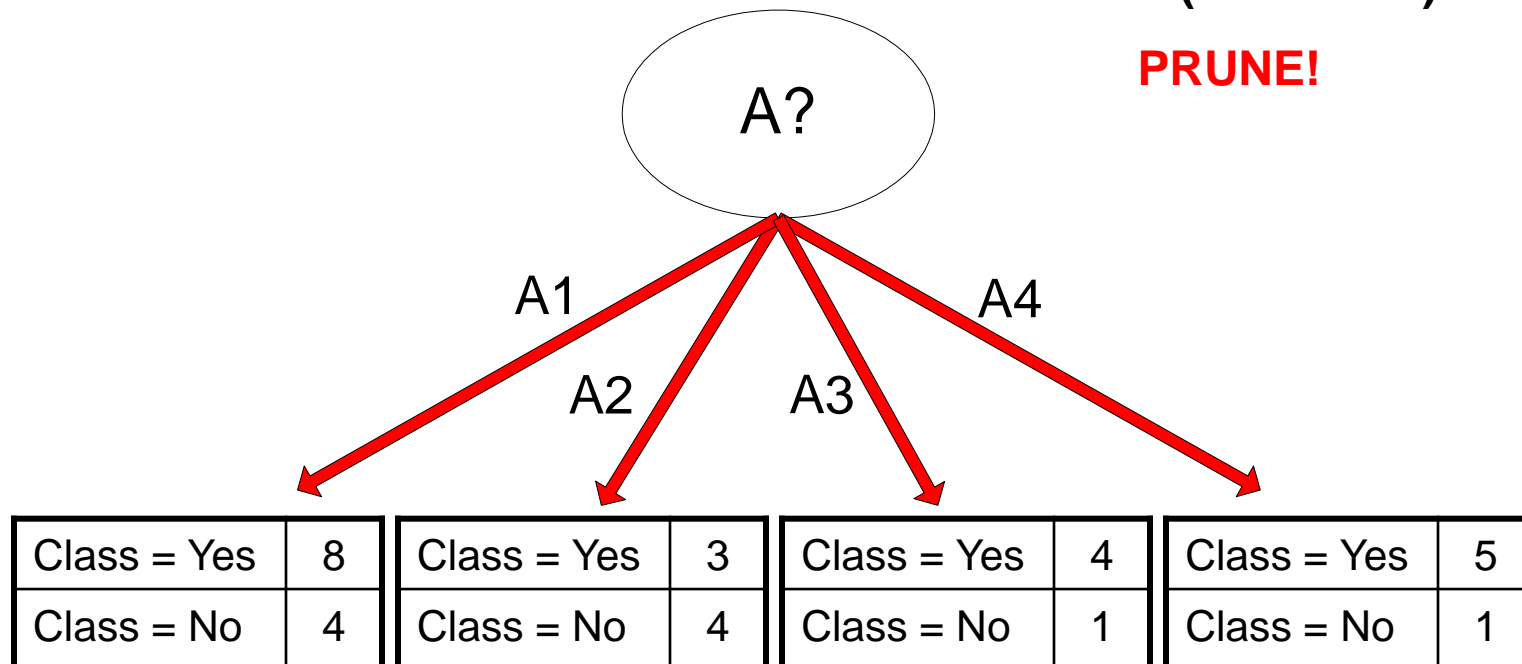 PRUNE!
A?
A1
A4
A2
A3
Class = Yes 8 Class = Yes 3 Class = Yes 4 Class = Yes 5
Class = No 4 Class = No 4 Class = No 1 Class = No 1